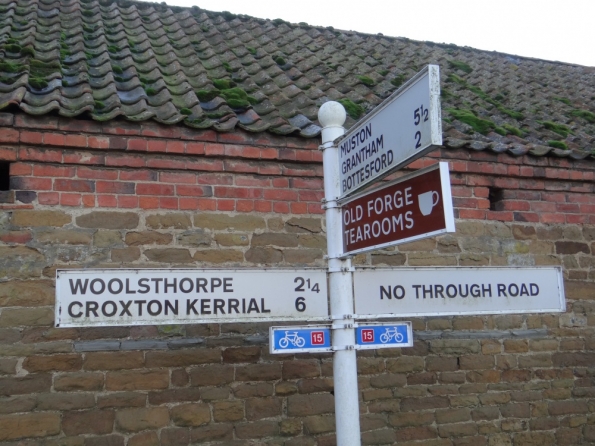 MUSTON
GRANTHAM 5½
BOTTESFORD 2
OLD FORGE
TEAROOMS
WOOLSTHORPE 2¼
CROXTON KERRIAL 6
NO THROUGH ROAD
15
15